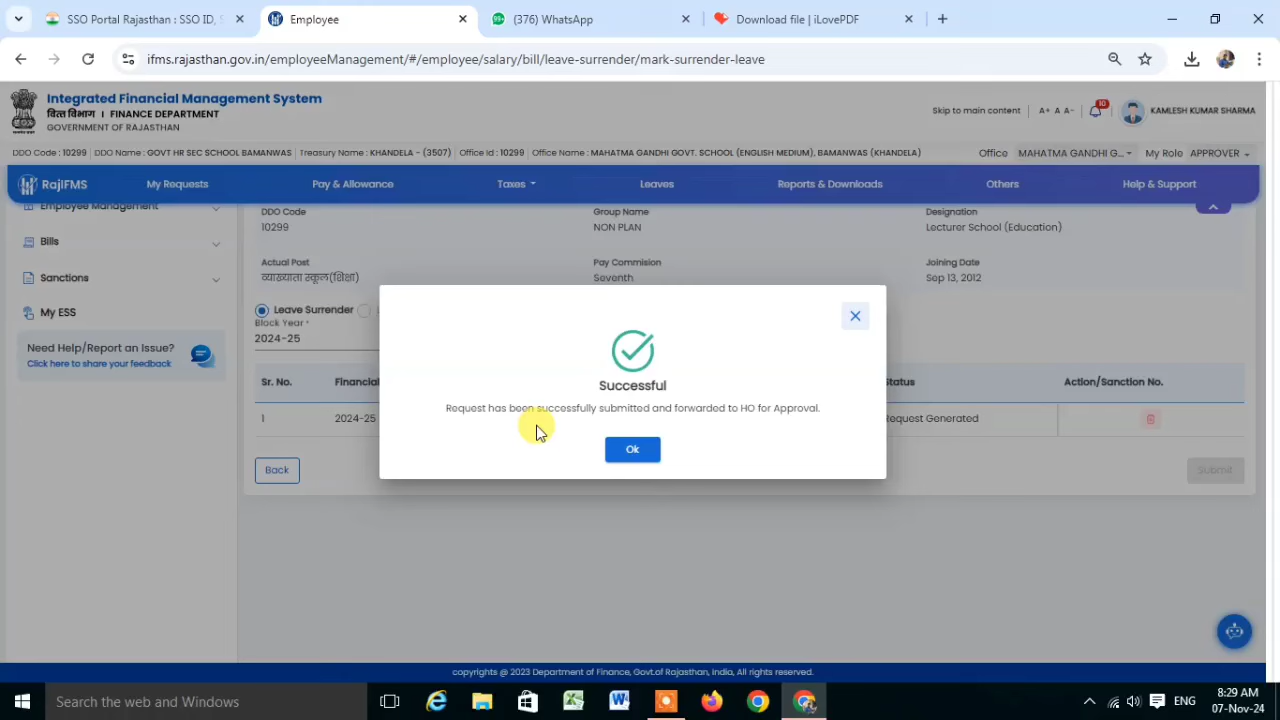 SSO Portal Rajasthan : SSO ID, S
Employee
(376) WhatsApp
Download file | iLovePDF
ifms.rajasthan.gov.in/employeeManagement/#/employee/salary/bill/leave-surrender/mark-surrender-leave
Integrated Financial Management System
वित्त विभाग I FINANCE DEPARTMENT
GOVERNMENT OF RAJASTHAN
Skip to main content
A+ A A-
10
KAMLESH KUMAR SHARMA
DDO Code : 10299 DDO Name : GOVT HR SEC SCHOOL BAMANWAS Treasury Name : KHANDELA - (3507) Office Id : 10299 Office Name : MAHATMA GANDHI GOVT. SCHOOL (ENGLISH MEDIUM), BAMANWAS (KHANDELA) Office MAHATMA GANDHI G... My Role APPROVER
RajIFMS My Requests Pay & Allowance Taxes Leaves Reports & Downloads Others Help & Support
Employee Management
Bills
Sanctions
My ESS
Need Help/Report an Issue?
Click here to share your feedback
DDO Code Group Name Designation
10299 NON PLAN Lecturer School (Education)
Actual Post Pay Commision Joining Date
व्याख्याता स्कूल(शिक्षा) Seventh Sep 13, 2012
Leave Surrender
Block Year *
2024-25
Sr. No. Financial Status Action/Sanction No.
1 2024-25 Request Generated
Back Submit
Successful
Request has been successfully submitted and forwarded to HO for Approval.
Ok
copyrights @ 2023 Department of Finance, Govt.of Rajasthan, India, All rights reserved.
Search the web and Windows
ENG
8:29 AM
07-Nov-24